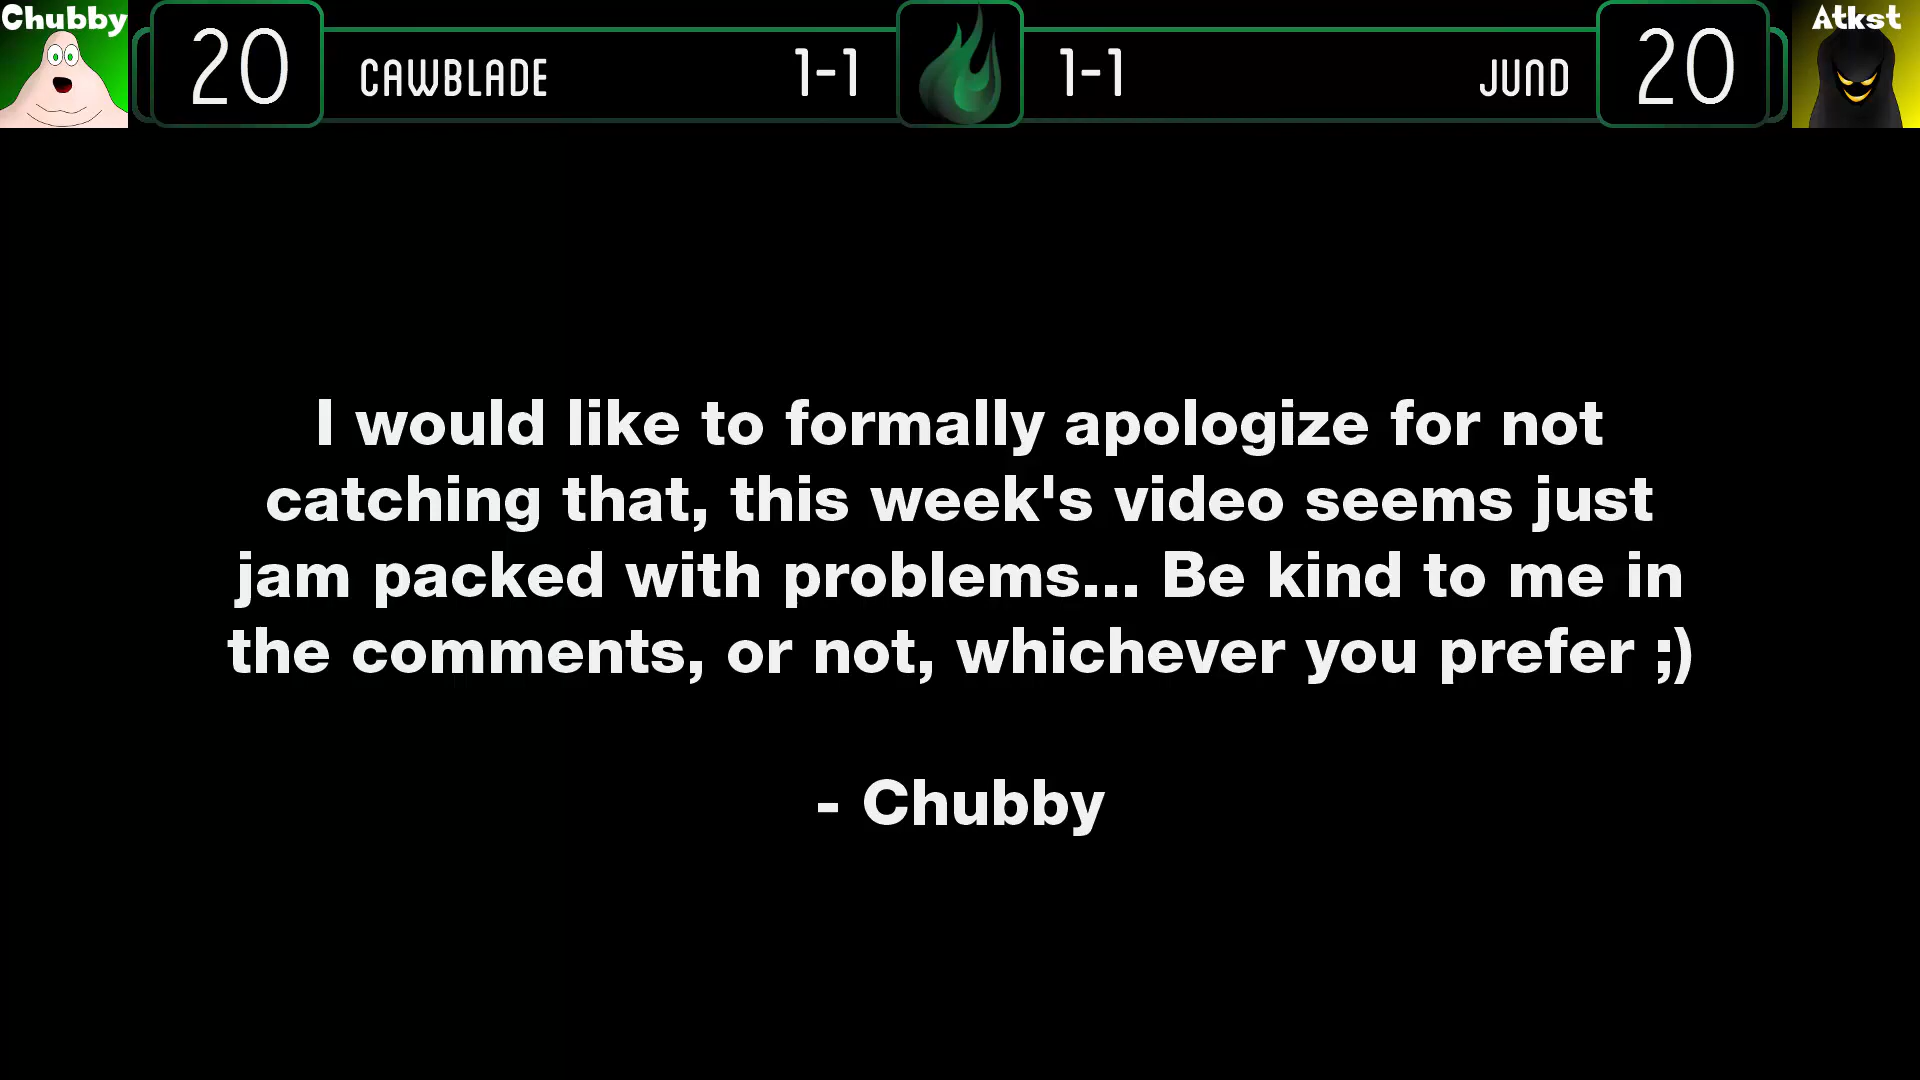 Chubby
20
CAWBLADE
1-1
1-1
JUND
20
Atkst
I would like to formally apologize for not
catching that, this week's video seems just
jam packed with problems... Be kind to me in
the comments, or not, whichever you prefer ;)
- Chubby